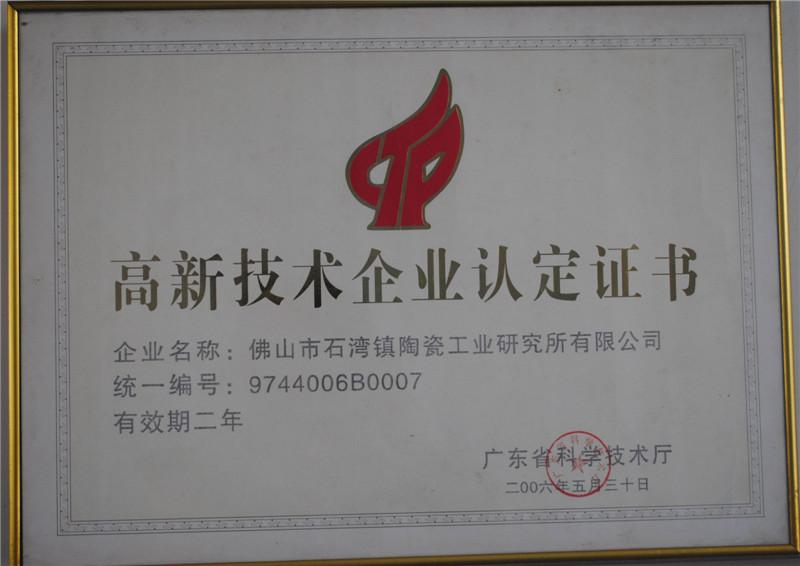 高新技术企业认定证书
企业名称：佛山市石湾镇陶瓷工业研究所有限公司
统一编号：9744006B0007
有效期二年
广东省科学技术厅
二00六年五月三十日